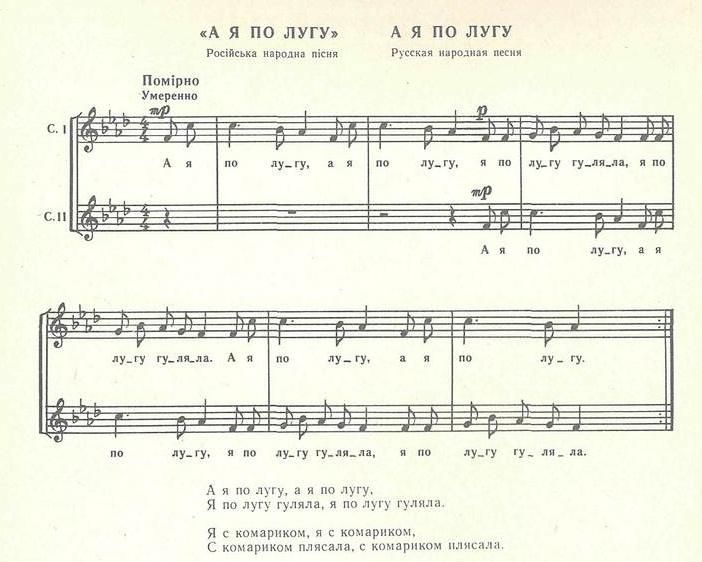 «А Я ПО ЛУГУ» А Я ПО ЛУГУ
Російська народна пісня Русская народная песня
Помірно
Умеренно
mp p
С. I
А я по лу_гу, а я по лу_гу, я по лу_гу гу_ля_ла, я по
mp
С.II
А я по лу_гу, а я
лу_гу гу_ля_ла. А я по лу_гу, а я по лу_гу.
по лу_гу, я по лу_гу гу_ля_ла, я по лу_гу гу_ля_ла.
А я по лугу, а я по лугу,
Я по лугу гуляла, я по лугу гуляла.
Я с комариком, я с комариком,
С комариком плясала, с комариком плясала.